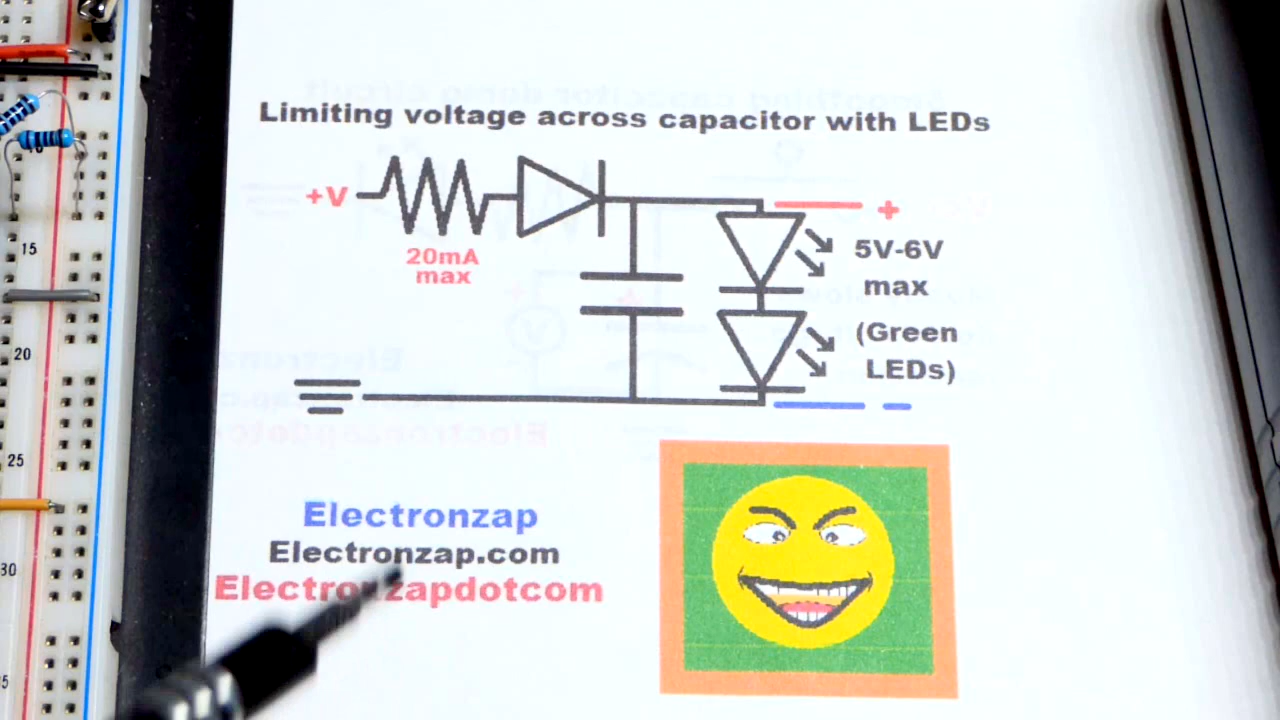 Limiting voltage across capacitor with LEDs
+V
20mA
max
+
5V-6V
max
(Green
LEDs)
-
Electronzap
Electronzap.com
Electronzapdotcom
15
20
25
30